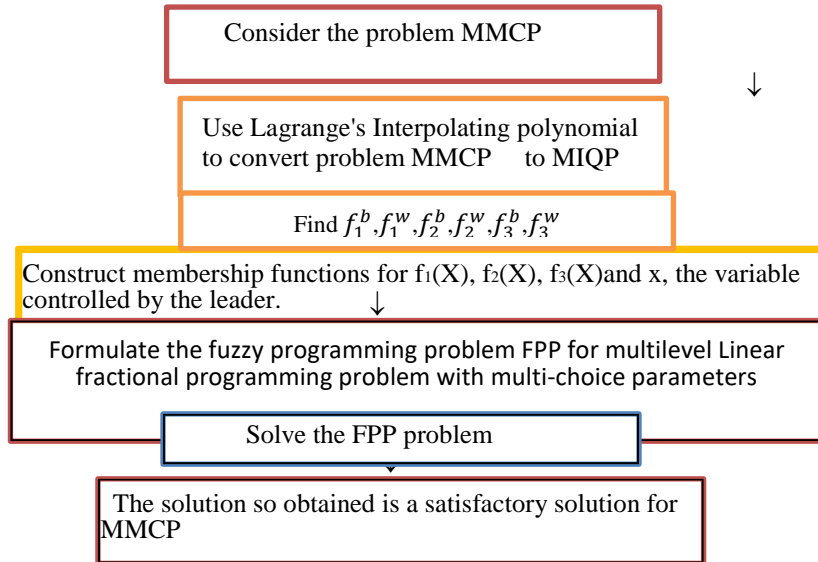 Consider the problem MMCP
↓
Use Lagrange's Interpolating polynomial
to convert problem MMCP to MIQP
Find f₁ᵇ,f₁ʷ,f₂ᵇ,f₂ʷ,f₃ᵇ,f₃ʷ
Construct membership functions for f₁(X), f₂(X), f₃(X)and x, the variable
controlled by the leader.
↓
Formulate the fuzzy programming problem FPP for multilevel Linear
fractional programming problem with multi-choice parameters
Solve the FPP problem
The solution so obtained is a satisfactory solution for
MMCP